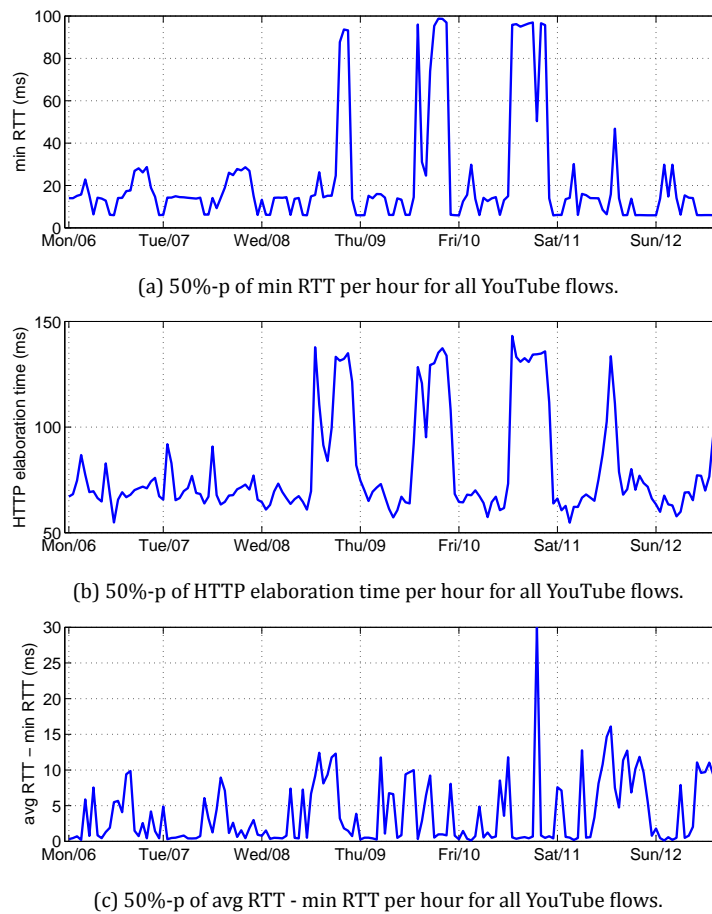 100
80
60
40
20
0
min RTT (ms)
Mon/06 Tue/07 Wed/08 Thu/09 Fri/10 Sat/11 Sun/12
(a) 50%-p of min RTT per hour for all YouTube flows.
150
100
50
HTTP elaboration time (ms)
Mon/06 Tue/07 Wed/08 Thu/09 Fri/10 Sat/11 Sun/12
(b) 50%-p of HTTP elaboration time per hour for all YouTube flows.
30
25
20
15
10
5
0
avg RTT − min RTT (ms)
Mon/06 Tue/07 Wed/08 Thu/09 Fri/10 Sat/11 Sun/12
(c) 50%-p of avg RTT - min RTT per hour for all YouTube flows.